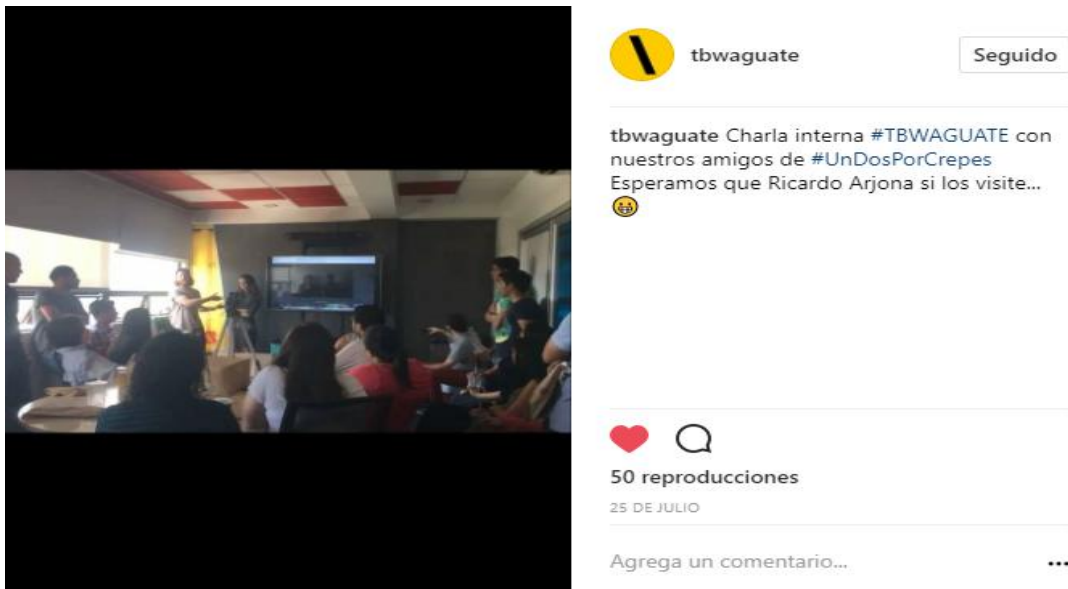 tbwaguate
Seguido
tbwaguate Charla interna #TBWAGUATE con
nuestros amigos de #UnDosPorCrepes
Esperamos que Ricardo Arjona si los visite...
😁
50 reproducciones
25 DE JULIO
Agrega un comentario...